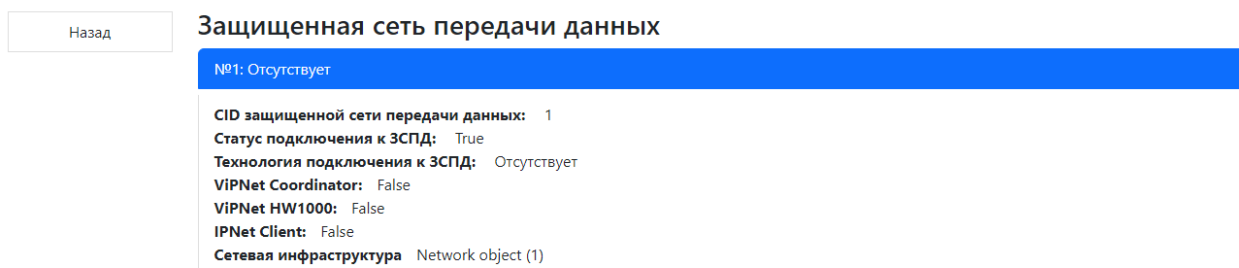 Назад
Защищенная сеть передачи данных
№1: Отсутствует
CID защищенной сети передачи данных: 1
Статус подключения к ЗСПД: True
Технология подключения к ЗСПД: Отсутствует
ViPNet Coordinator: False
ViPNet HW1000: False
IPNet Client: False
Сетевая инфраструктура Network object (1)